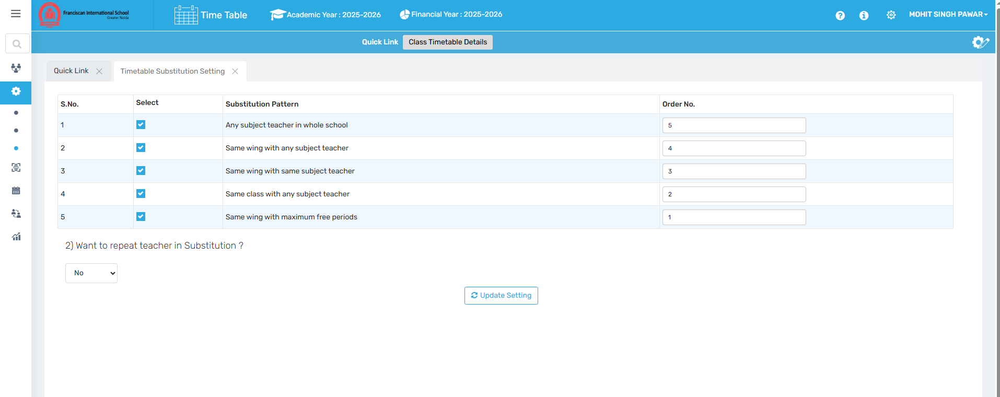 Franciscan International School
Greater Noida
Time Table
Academic Year : 2025-2026
Financial Year : 2025-2026
MOHIT SINGH PAWAR
Quick Link
Class Timetable Details
Quick Link
Timetable Substitution Setting
S.No. Select Substitution Pattern Order No.
1 Any subject teacher in whole school 5
2 Same wing with any subject teacher 4
3 Same wing with same subject teacher 3
4 Same class with any subject teacher 2
5 Same wing with maximum free periods 1
2) Want to repeat teacher in Substitution ?
No
Update Setting